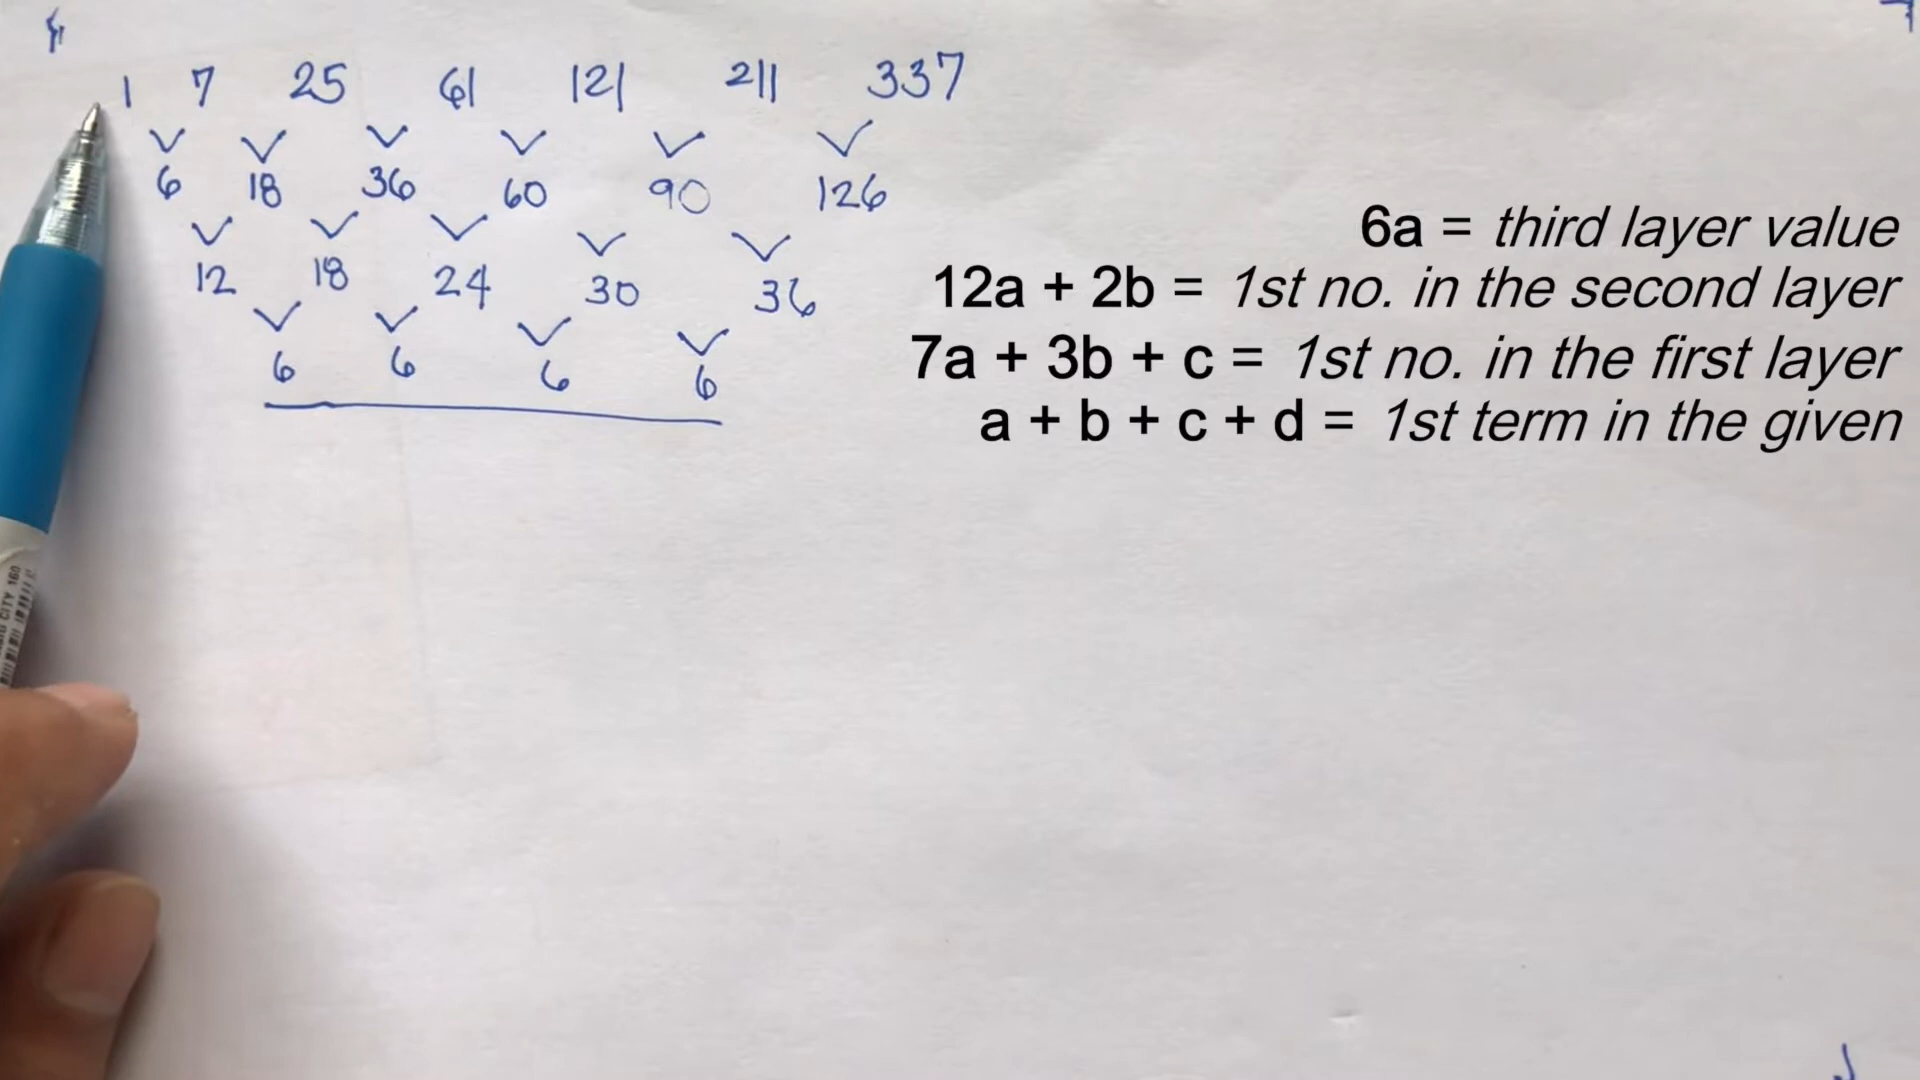 1 7 25 61 121 211 337
6 18 36 60 90 126
12 18 24 30 36
6 6 6 6
6a = third layer value
12a + 2b = 1st no. in the second layer
7a + 3b + c = 1st no. in the first layer
a + b + c + d = 1st term in the given